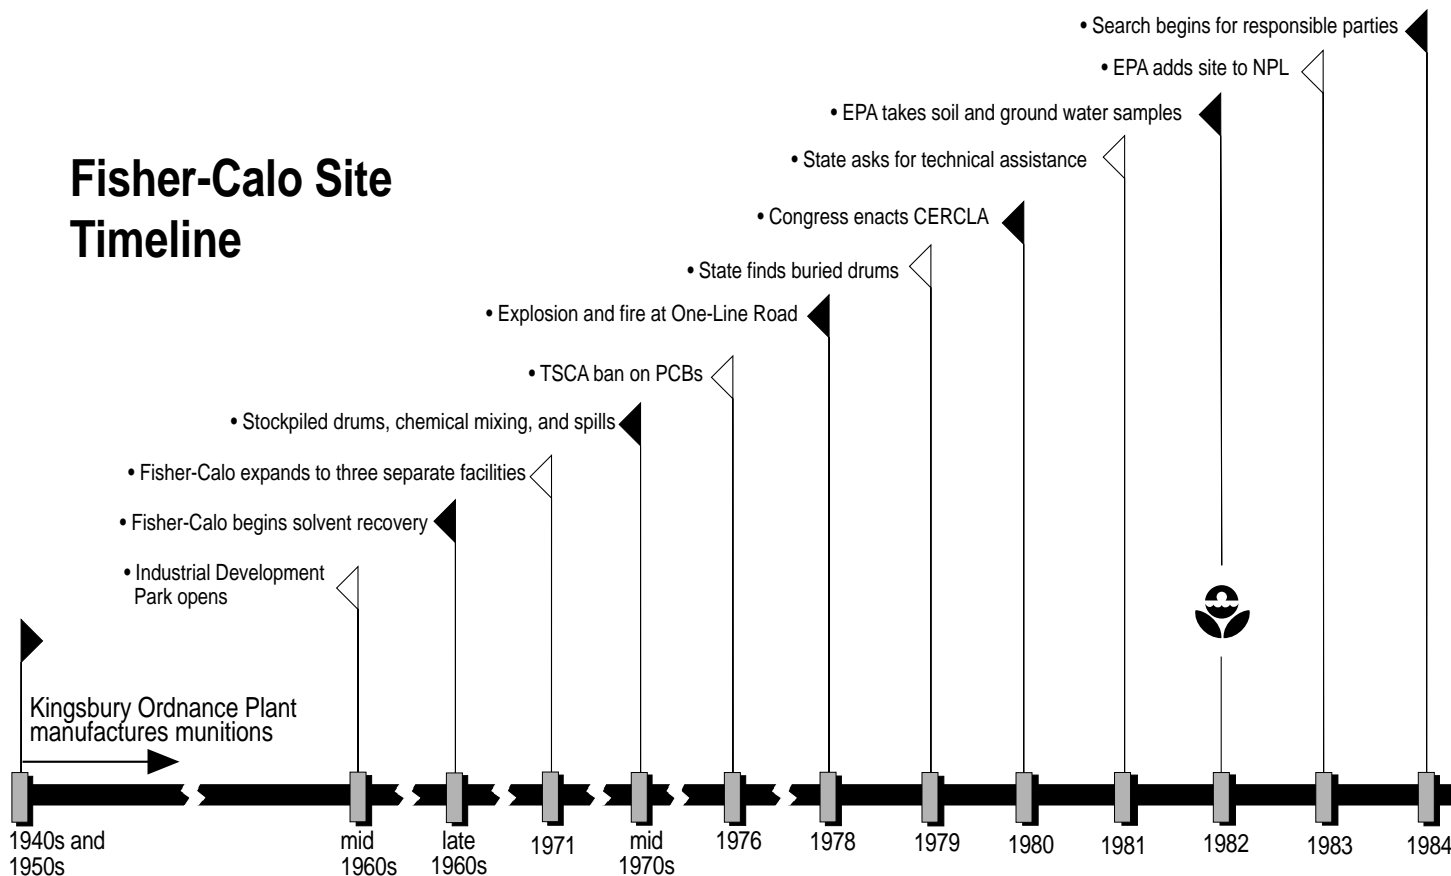 • Search begins for responsible parties
• EPA adds site to NPL
• EPA takes soil and ground water samples
• State asks for technical assistance
Fisher-Calo Site
Timeline
• Congress enacts CERCLA
• State finds buried drums
• Explosion and fire at One-Line Road
• TSCA ban on PCBs
• Stockpiled drums, chemical mixing, and spills
• Fisher-Calo expands to three separate facilities
• Fisher-Calo begins solvent recovery
• Industrial Development
Park opens
Kingsbury Ordnance Plant
manufactures munitions
1940s and
1950s
mid
1960s
late
1960s
1971
mid
1970s
1976
1978
1979
1980
1981
1982
1983
1984